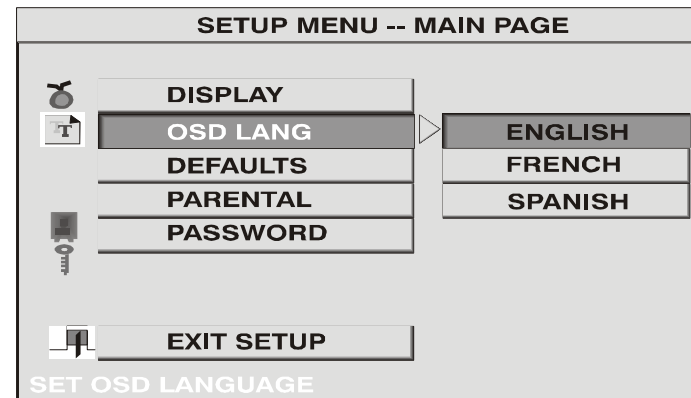 SETUP MENU -- MAIN PAGE
DISPLAY
OSD LANG
DEFAULTS
PARENTAL
PASSWORD
ENGLISH
FRENCH
SPANISH
EXIT SETUP
SET OSD LANGUAGE